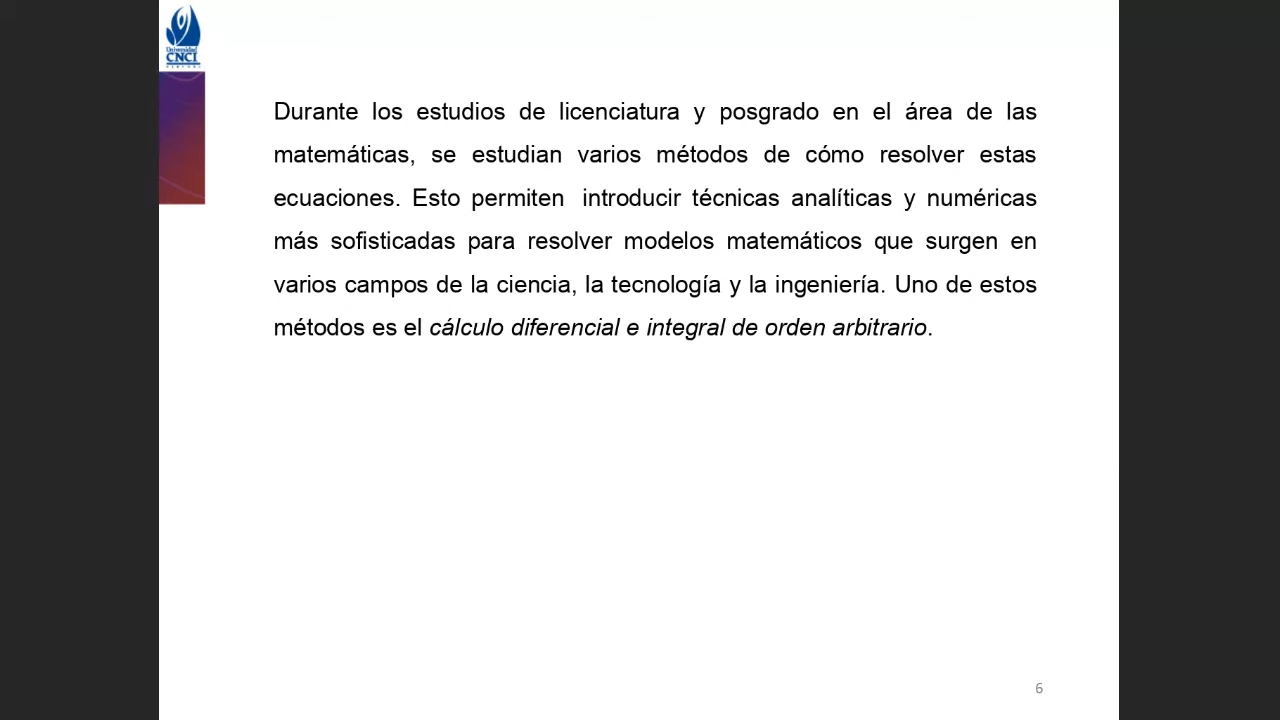 Universidad
CNCI
VIRTUAL
Durante los estudios de licenciatura y posgrado en el área de las
matemáticas, se estudian varios métodos de cómo resolver estas
ecuaciones. Esto permiten introducir técnicas analíticas y numéricas
más sofisticadas para resolver modelos matemáticos que surgen en
varios campos de la ciencia, la tecnología y la ingeniería. Uno de estos
métodos es el cálculo diferencial e integral de orden arbitrario.
6